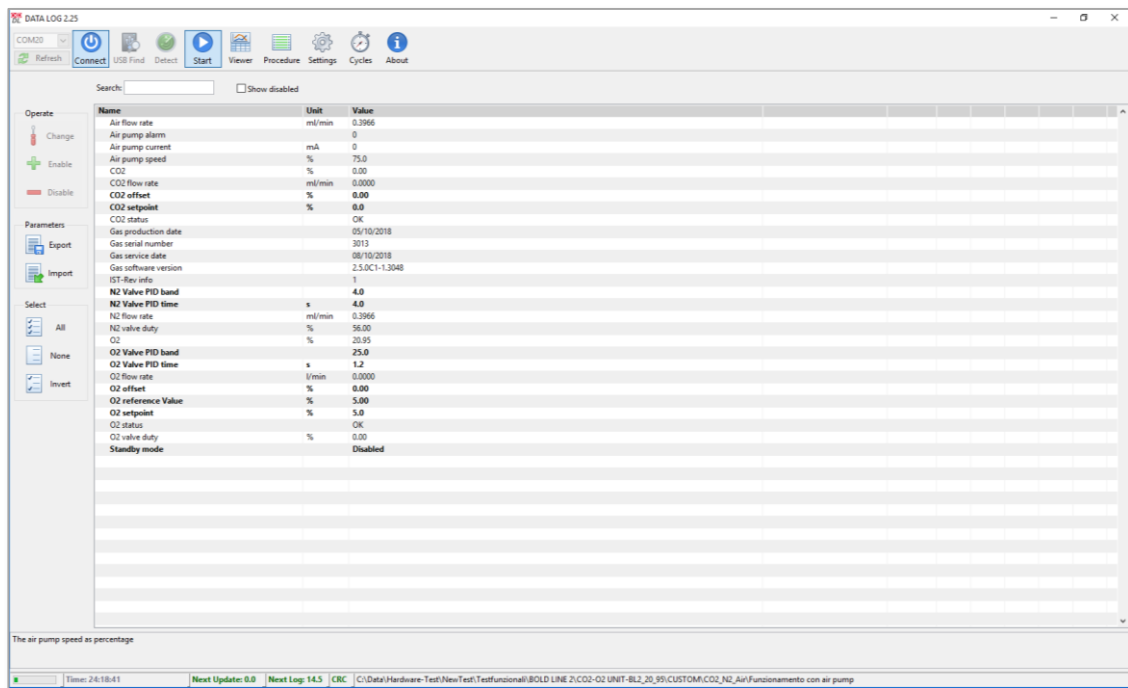 DATA LOG 2.25
COM20
Refresh
Connect USB Find Detect Start Viewer Procedure Settings Cycles About
Search:
Show disabled
Operate
Change
Enable
Disable
Parameters
Export
Import
Select
All
None
Invert
Name Unit Value
Air flow rate ml/min 0.3966
Air pump alarm 0
Air pump current mA 0
Air pump speed % 75.0
CO2 % 0.00
CO2 flow rate ml/min 0.0000
CO2 offset % 0.00
CO2 setpoint % 0.0
CO2 status OK
Gas production date 05/10/2018
Gas serial number 3013
Gas service date 08/10/2018
Gas software version 2.5.0C1-1.3048
IST-Rev info 1
N2 Valve PID band 4.0
N2 Valve PID time s 4.0
N2 flow rate ml/min 0.3966
N2 valve duty % 56.00
O2 % 20.95
O2 Valve PID band 25.0
O2 Valve PID time s 1.2
O2 flow rate l/min 0.0000
O2 offset % 0.00
O2 reference Value % 5.00
O2 setpoint % 5.0
O2 status OK
O2 valve duty % 0.00
Standby mode Disabled
The air pump speed as percentage
Time: 24:18:41 Next Update: 0.0 Next Log: 14.5 CRC C:\Data\Hardware-Test\NewTest\Testfunzionali\BOLD LINE 2\CO2-O2 UNIT-BL2_20_95\CUSTOM\CO2_N2_Air\Funzionamento con air pump